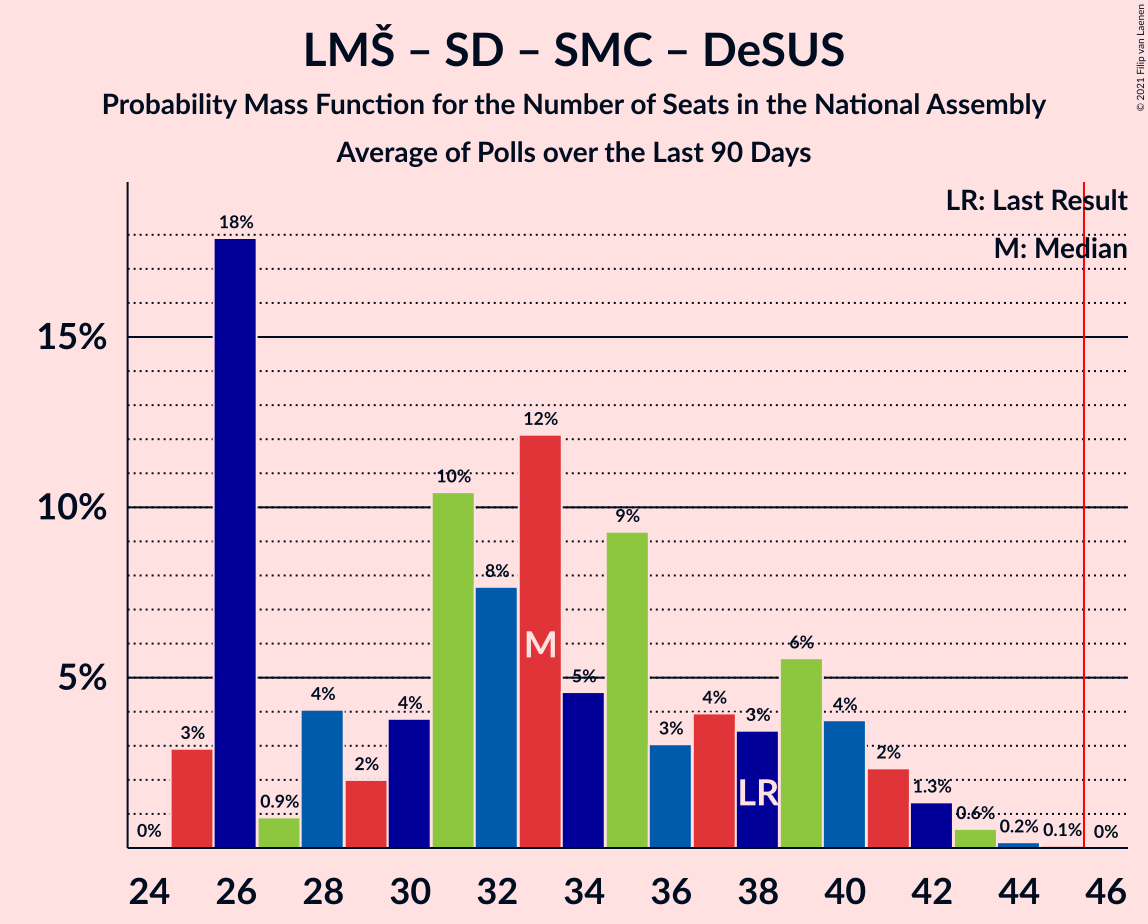 LMŠ – SD – SMC – DeSUS
Probability Mass Function for the Number of Seats in the National Assembly
Average of Polls over the Last 90 Days
© 2021 Filip van Laenen
LR: Last Result
M: Median
18%
15%
12%
10%
10%
9%
8%
6%
5%
5%
4%
4%
4%
4%
3%
3%
3%
2%
2%
1.3%
0.9%
0.6%
0.2%
0.1%
0%
0%
M
LR
24 26 28 30 32 34 36 38 40 42 44 46